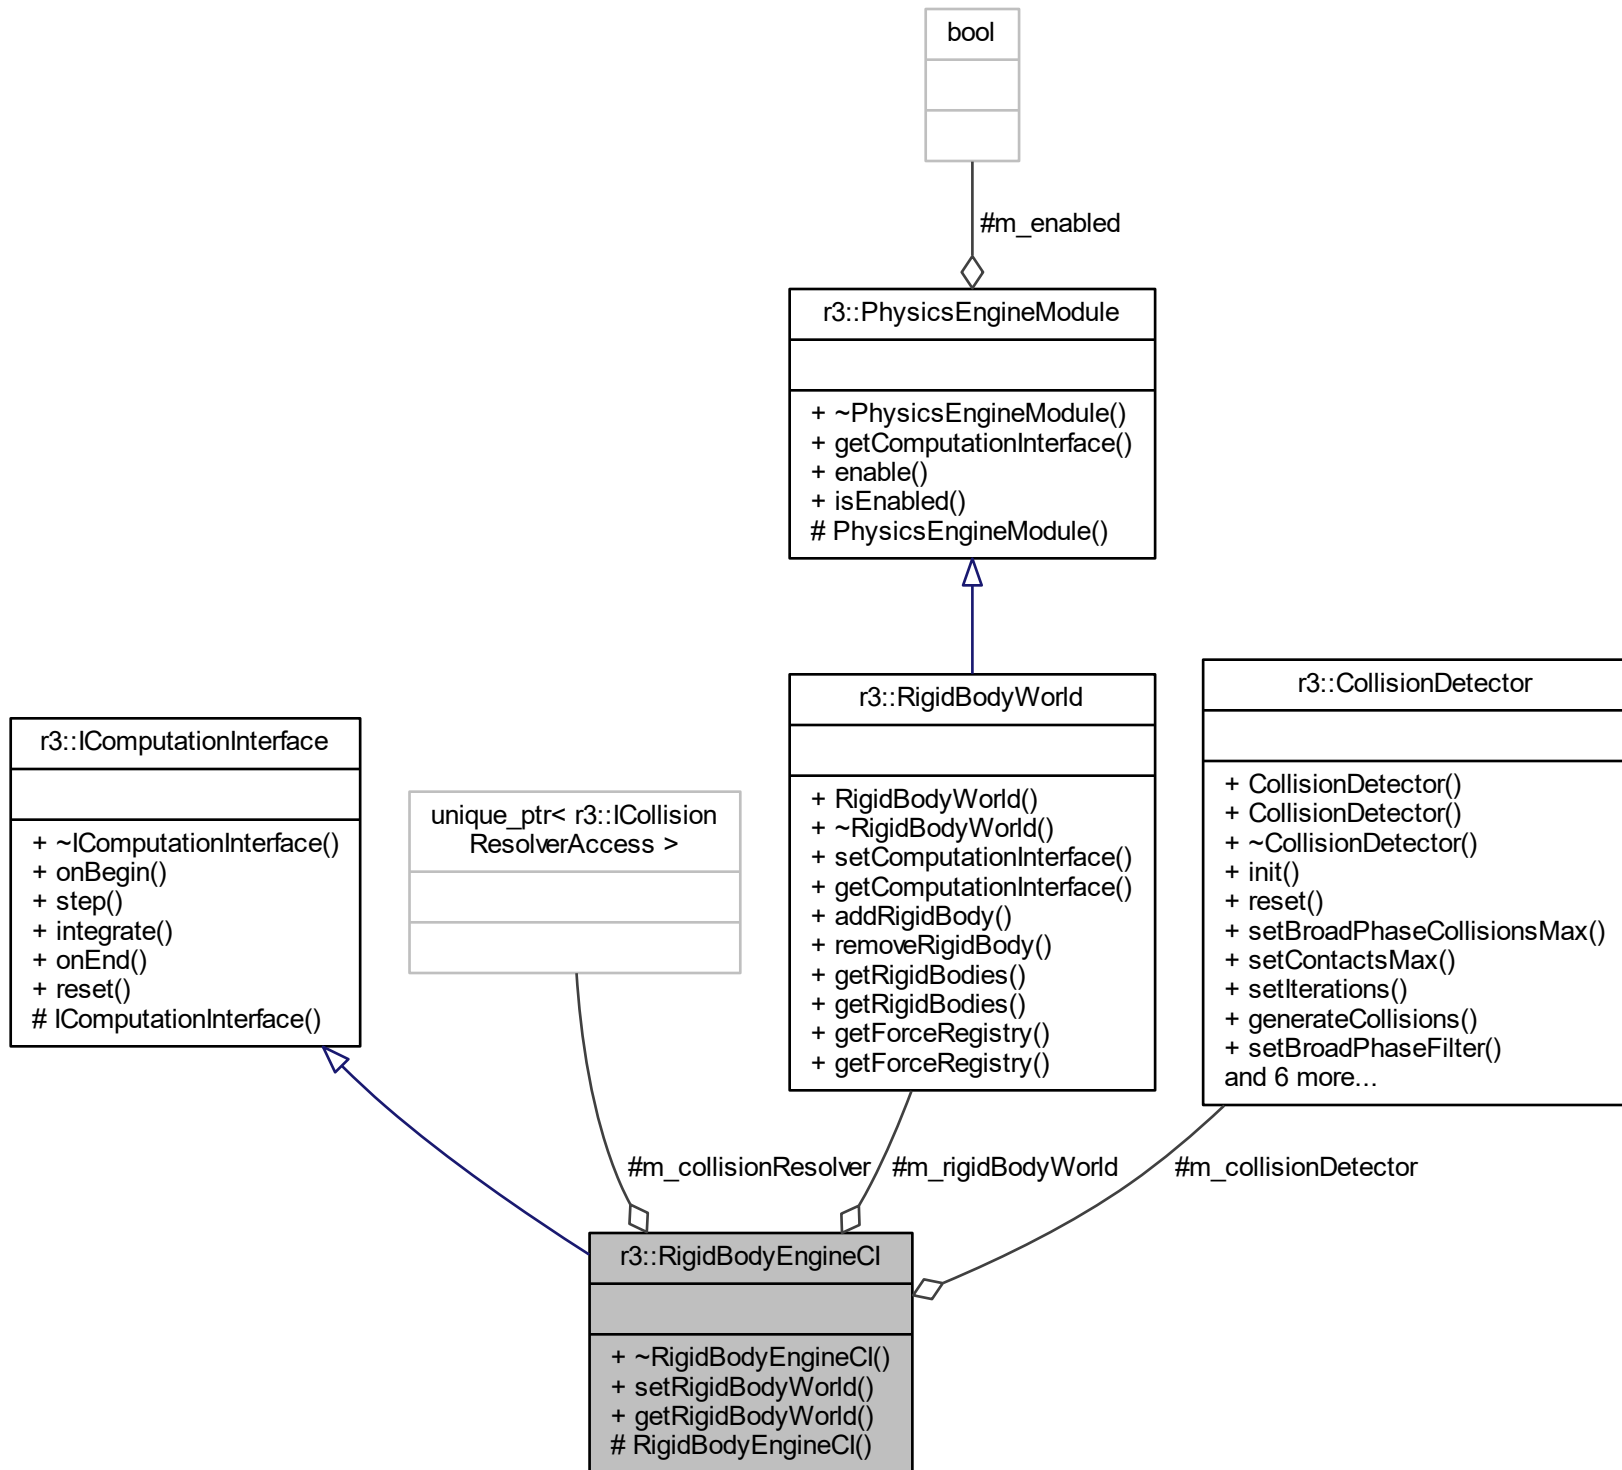 bool
#m_enabled
r3::PhysicsEngineModule
+ ~PhysicsEngineModule()
+ getComputationInterface()
+ enable()
+ isEnabled()
# PhysicsEngineModule()
r3::IComputationInterface
+ ~IComputationInterface()
+ onBegin()
+ step()
+ integrate()
+ onEnd()
+ reset()
# IComputationInterface()
unique_ptr< r3::ICollision
ResolverAccess >
r3::RigidBodyWorld
+ RigidBodyWorld()
+ ~RigidBodyWorld()
+ setComputationInterface()
+ getComputationInterface()
+ addRigidBody()
+ removeRigidBody()
+ getRigidBodies()
+ getRigidBodies()
+ getForceRegistry()
+ getForceRegistry()
r3::CollisionDetector
+ CollisionDetector()
+ CollisionDetector()
+ ~CollisionDetector()
+ init()
+ reset()
+ setBroadPhaseCollisionsMax()
+ setContactsMax()
+ setIterations()
+ generateCollisions()
+ setBroadPhaseFilter()
and 6 more...
#m_collisionResolver
#m_rigidBodyWorld
#m_collisionDetector
r3::RigidBodyEngineCI
+ ~RigidBodyEngineCI()
+ setRigidBodyWorld()
+ getRigidBodyWorld()
# RigidBodyEngineCI()